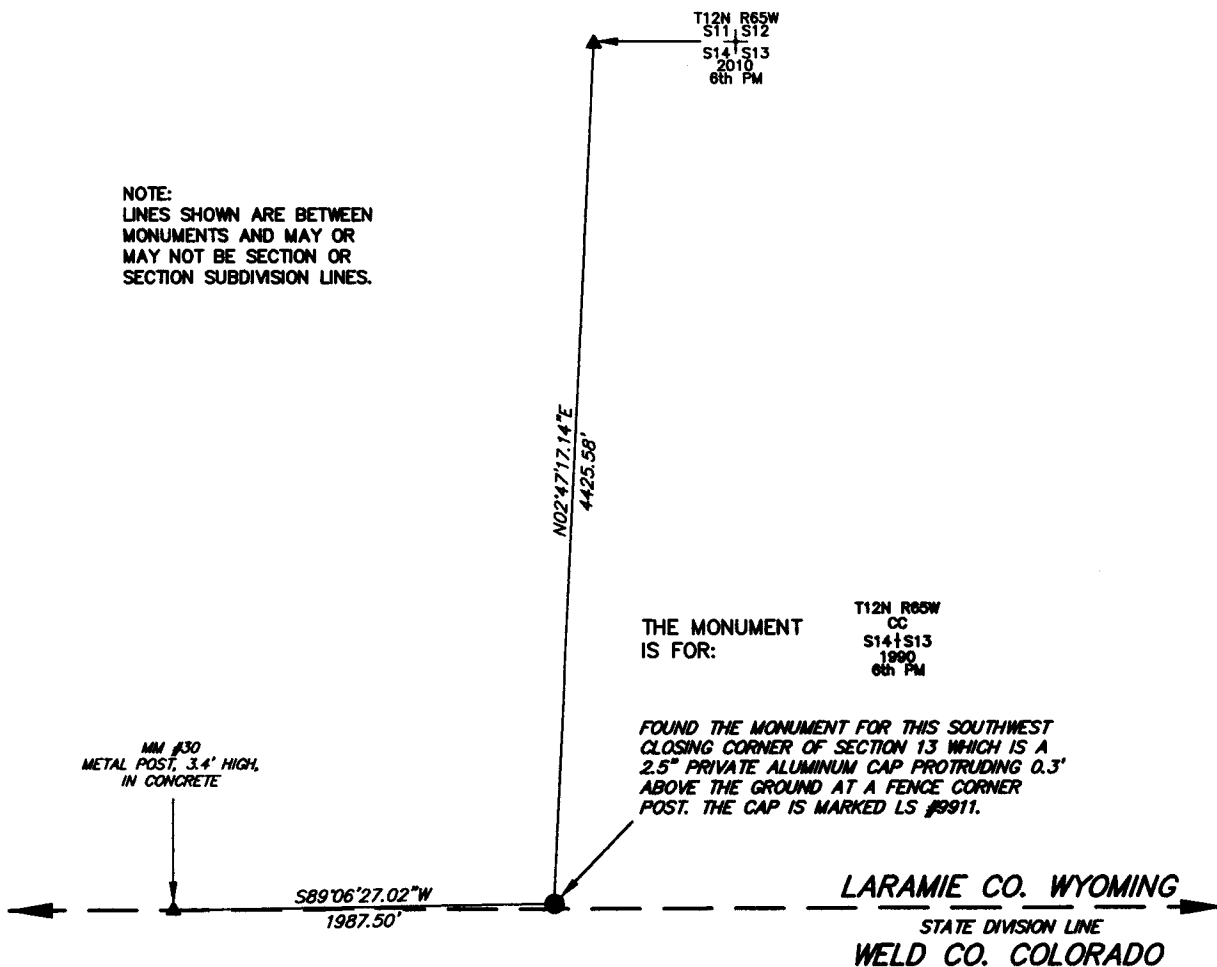 T12N R65W
S11 S12
S14 S13
2010
6th PM
NOTE:
LINES SHOWN ARE BETWEEN
MONUMENTS AND MAY OR
MAY NOT BE SECTION OR
SECTION SUBDIVISION LINES.
N02°47'17.14"E
4425.58'
THE MONUMENT
IS FOR:
T12N R65W
CC
S14 S13
1990
6th PM
FOUND THE MONUMENT FOR THIS SOUTHWEST
CLOSING CORNER OF SECTION 13 WHICH IS A
2.5" PRIVATE ALUMINUM CAP PROTRUDING 0.3'
ABOVE THE GROUND AT A FENCE CORNER
POST. THE CAP IS MARKED LS #9911.
MM #30
METAL POST, 3.4' HIGH,
IN CONCRETE
S89°06'27.02"W
1987.50'
LARAMIE CO. WYOMING
STATE DIVISION LINE
WELD CO. COLORADO